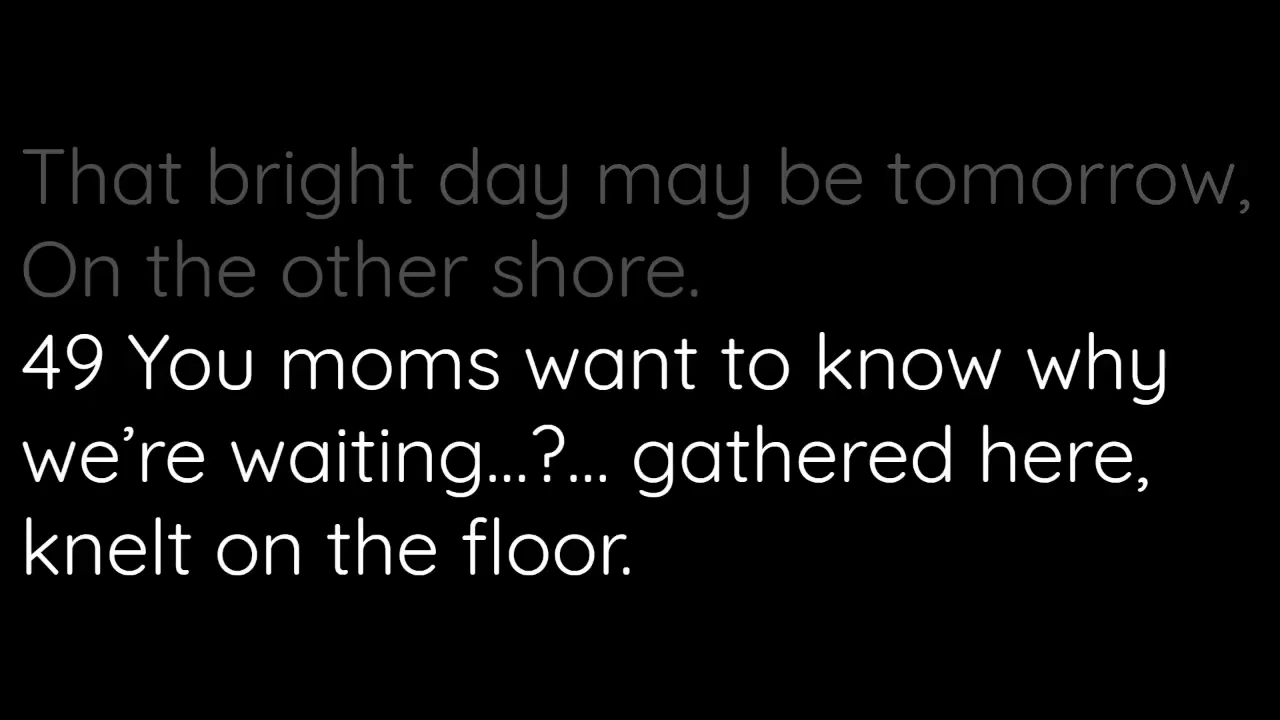 That bright day may be tomorrow,
On the other shore.
49 You moms want to know why
we’re waiting...?... gathered here,
knelt on the floor.